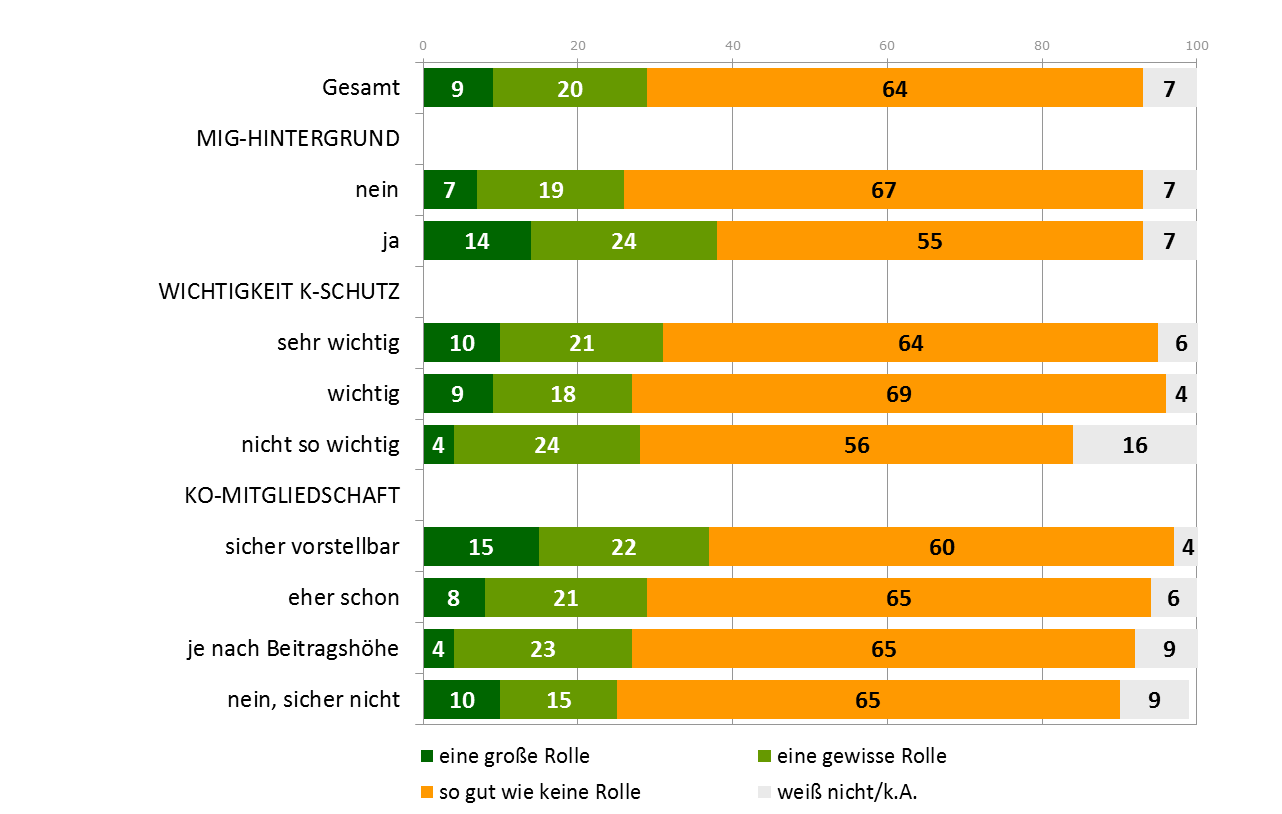 0 20 40 60 80 100
Gesamt 9 20 64 7
MIG-HINTERGRUND
nein 7 19 67 7
ja 14 24 55 7
WICHTIGKEIT K-SCHUTZ
sehr wichtig 10 21 64 6
wichtig 9 18 69 4
nicht so wichtig 4 24 56 16
KO-MITGLIEDSCHAFT
sicher vorstellbar 15 22 60 4
eher schon 8 21 65 6
je nach Beitragshöhe 4 23 65 9
nein, sicher nicht 10 15 65 9
eine große Rolle eine gewisse Rolle
so gut wie keine Rolle weiß nicht/k.A.